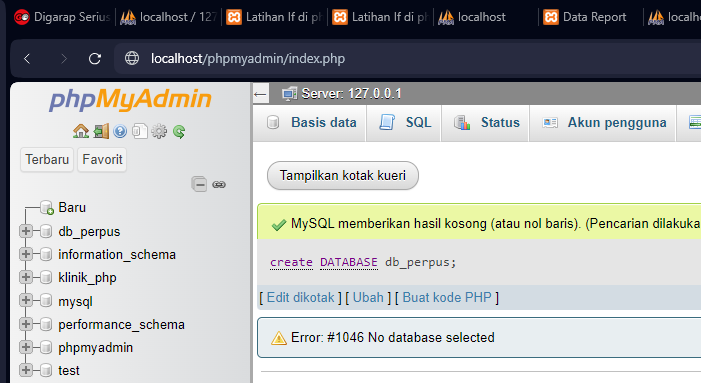 Digarap Serius
localhost / 127
Latihan If di ph
Latihan If di ph
localhost
Data Report
localh
localhost/phpmyadmin/index.php
phpMyAdmin
Terbaru
Favorit
Baru
db_perpus
information_schema
klinik_php
mysql
performance_schema
phpmyadmin
test
Server: 127.0.0.1
Basis data
SQL
Status
Akun pengguna
Tampilkan kotak kueri
MySQL memberikan hasil kosong (atau nol baris). (Pencarian dilakuka
create DATABASE db_perpus;
[ Edit dikotak ] [ Ubah ] [ Buat kode PHP ]
Error: #1046 No database selected